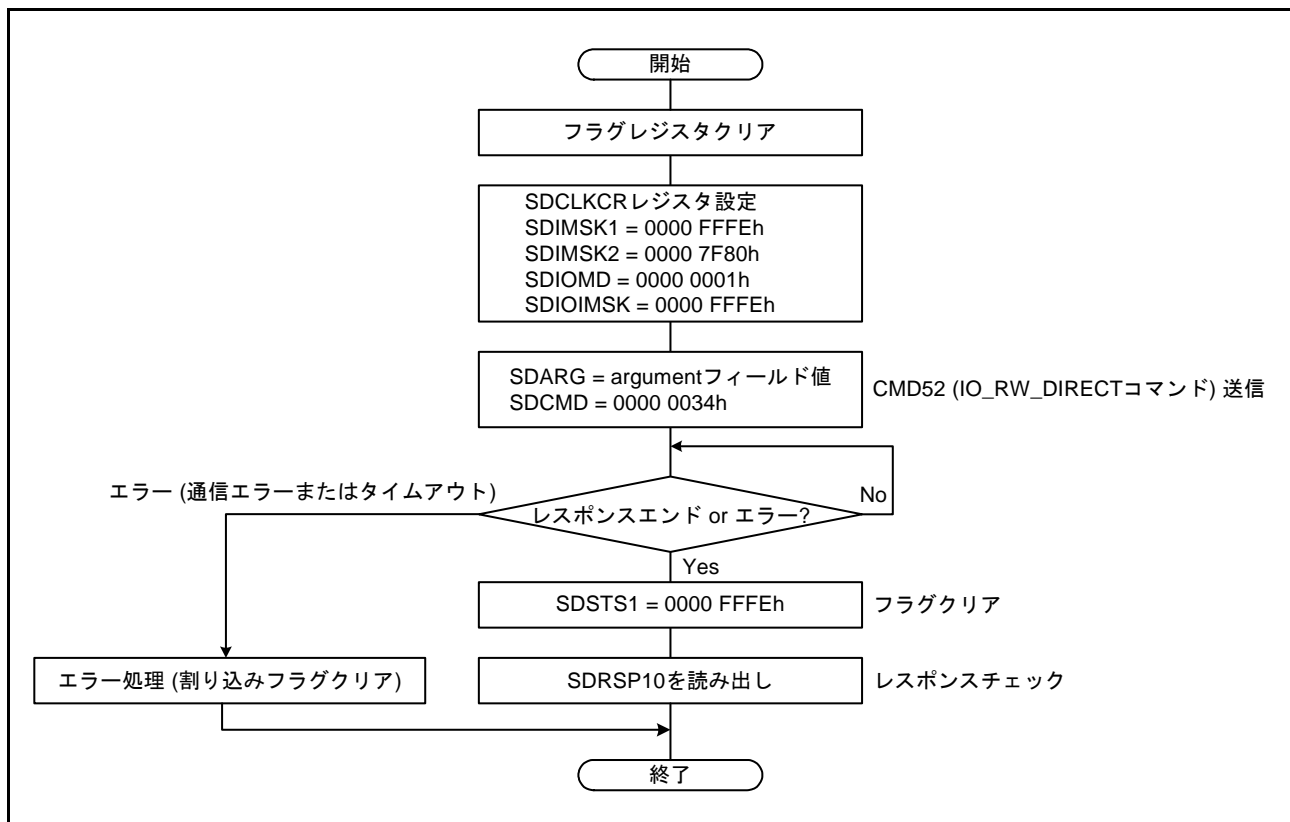 開始
フラグレジスタクリア
SDCLKCRレジスタ設定
SDIMSK1 = 0000 FFFEh
SDIMSK2 = 0000 7F80h
SDIOMD = 0000 0001h
SDIOIMSK = 0000 FFFEh
SDARG = argumentフィールド値
SDCMD = 0000 0034h
CMD52 (IO_RW_DIRECTコマンド) 送信
エラー (通信エラーまたはタイムアウト)
No
レスポンスエンド or エラー?
Yes
SDSTS1 = 0000 FFFEh
フラグクリア
エラー処理 (割り込みフラグクリア)
SDRSP10を読み出し
レスポンスチェック
終了